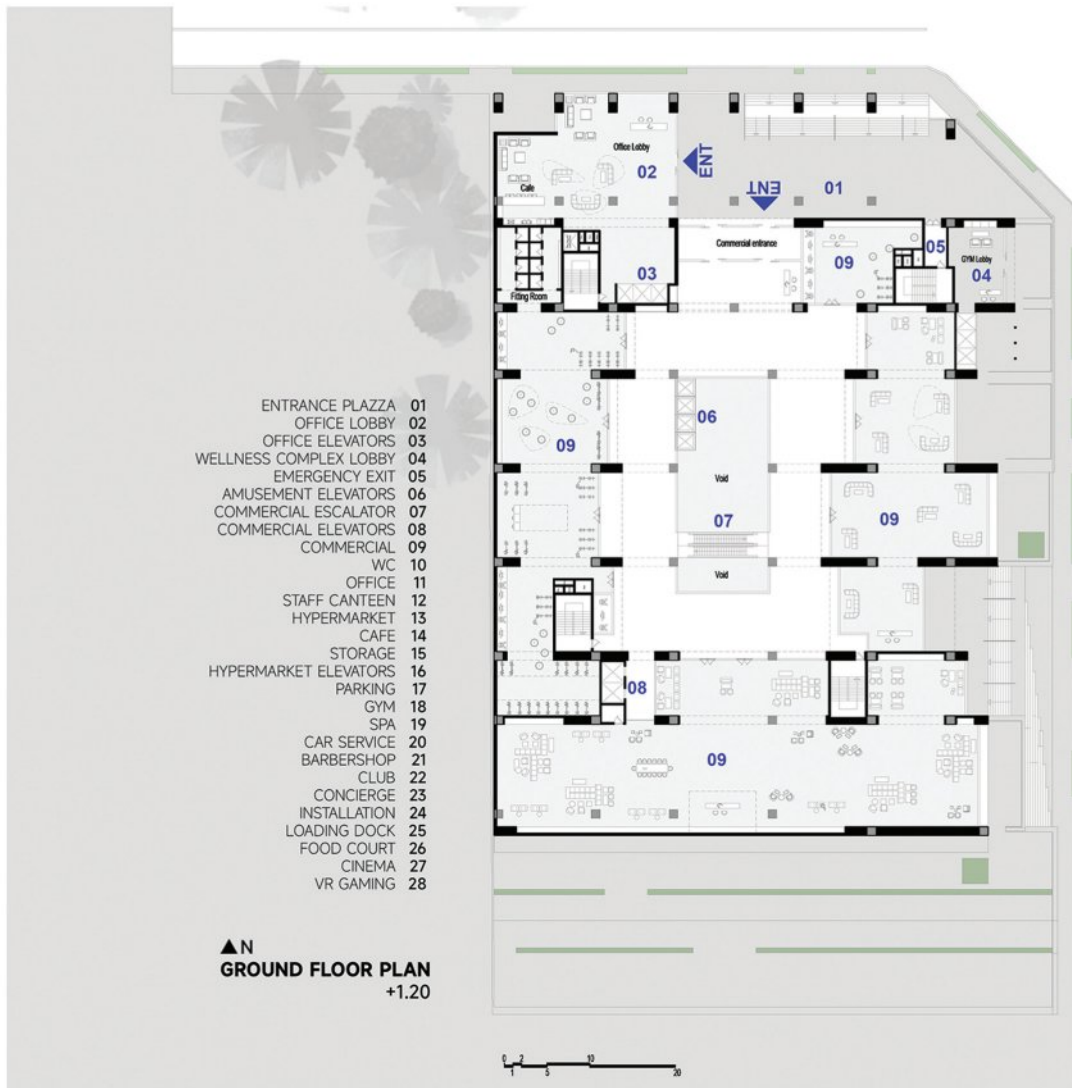 Office Lobby
02
ENT
Cafe
ENT
01
Commercial entrance
05
09
GYM Lobby
04
03
Fitting Room
06
09
Void
07
09
Void
08
09
ENTRANCE PLAZZA 01
OFFICE LOBBY 02
OFFICE ELEVATORS 03
WELLNESS COMPLEX LOBBY 04
EMERGENCY EXIT 05
AMUSEMENT ELEVATORS 06
COMMERCIAL ESCALATOR 07
COMMERCIAL ELEVATORS 08
COMMERCIAL 09
WC 10
OFFICE 11
STAFF CANTEEN 12
HYPERMARKET 13
CAFE 14
STORAGE 15
HYPERMARKET ELEVATORS 16
PARKING 17
GYM 18
SPA 19
CAR SERVICE 20
BARBERSHOP 21
CLUB 22
CONCIERGE 23
INSTALLATION 24
LOADING DOCK 25
FOOD COURT 26
CINEMA 27
VR GAMING 28
▲N
GROUND FLOOR PLAN
+1.20
0 2 10
1 5 20